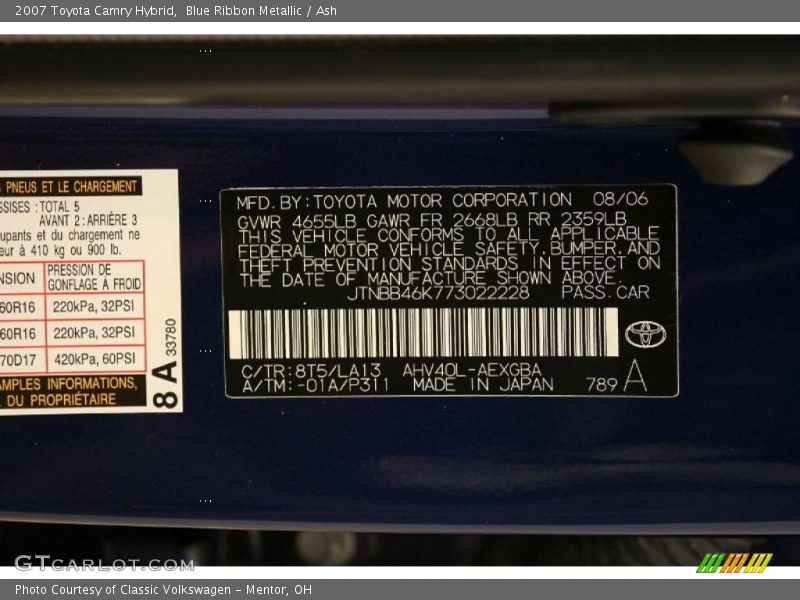 2007 Toyota Camry Hybrid,  Blue Ribbon Metallic / Ash
PNEUS ET LE CHARGEMENT
TOTAL 5
AVANT 2 : ARRIÈRE 3
et du chargement ne
à 410 kg ou 900 lb.
PRESSION DE
GONFLAGE À FROID
60R16 220kPa, 32PSI
60R16 220kPa, 32PSI
70D17 420kPa, 60PSI
INFORMATIONS,
DU PROPRIÉTAIRE
8 A 33780
MFD. BY: TOYOTA MOTOR CORPORATION 08/06
GVWR 4655LB GAWR FR 2668LB RR 2359LB
THIS VEHICLE CONFORMS TO ALL APPLICABLE
FEDERAL MOTOR VEHICLE SAFETY, BUMPER, AND
THEFT PREVENTION STANDARDS IN EFFECT ON
THE DATE OF MANUFACTURE SHOWN ABOVE.
JTNBB46K773022228 PASS. CAR
C/TR: 8T5/LA13 AHV40L-AEXGBA
A/TM: -01A/P311 MADE IN JAPAN 789 A
GTCARLOT.COM
Photo Courtesy of Classic Volkswagen - Mentor, OH